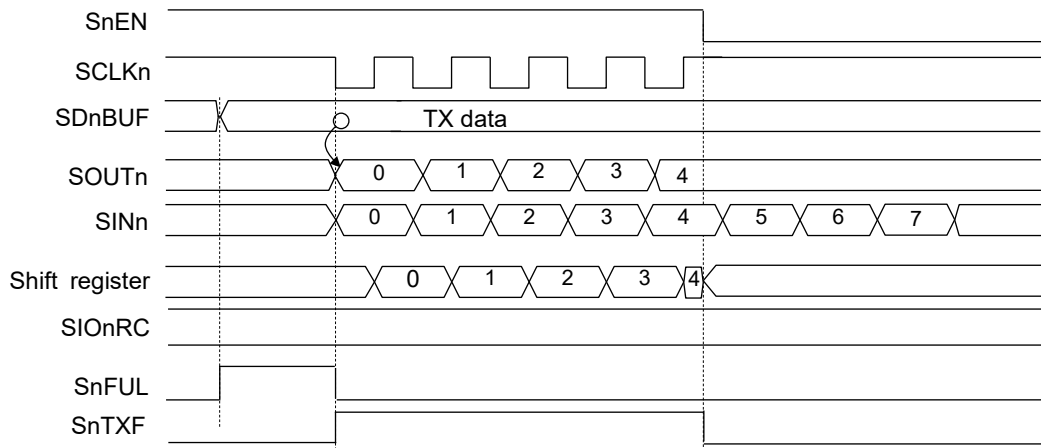 SnEN
SCLKn
SDnBUF TX data
SOUTn 0 1 2 3 4
SINn 0 1 2 3 4 5 6 7
Shift register 0 1 2 3 4
SIOnRC
SnFUL
SnTXF